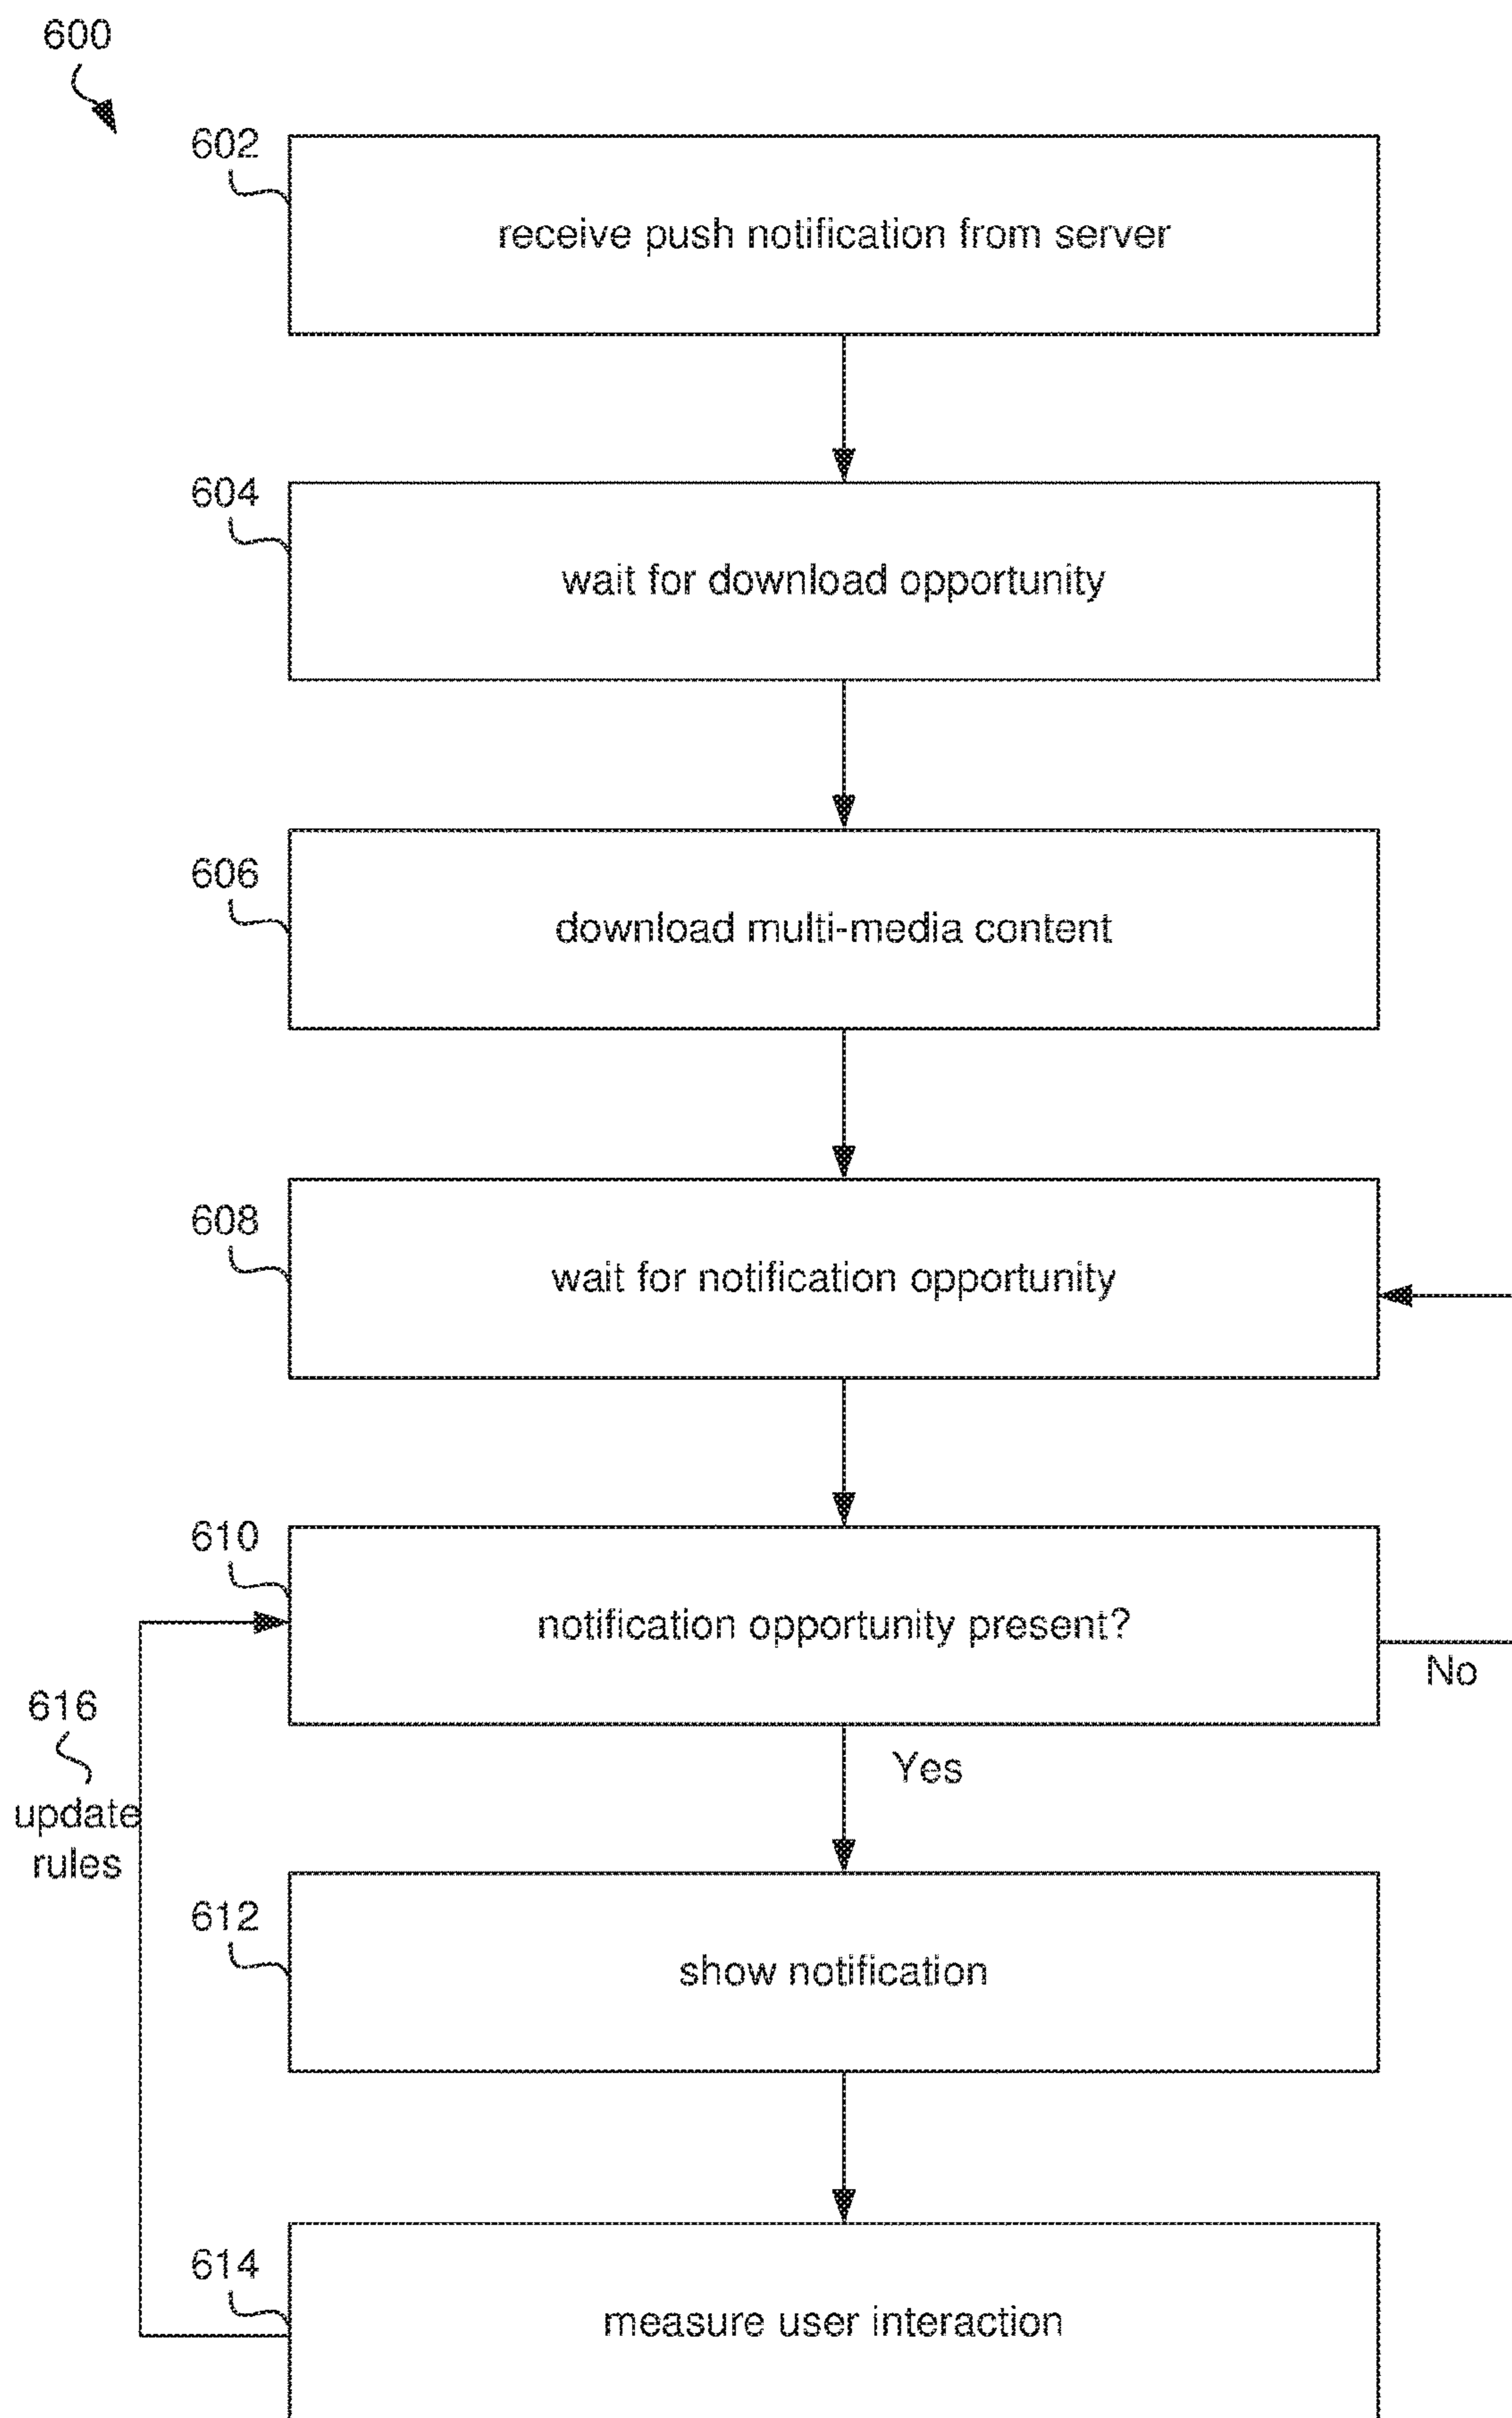 600
602
receive push notification from server
604
wait for download opportunity
606
download multi-media content
608
wait for notification opportunity
610
notification opportunity present?
No
616
Yes
update
rules
612
show notification
614
measure user interaction